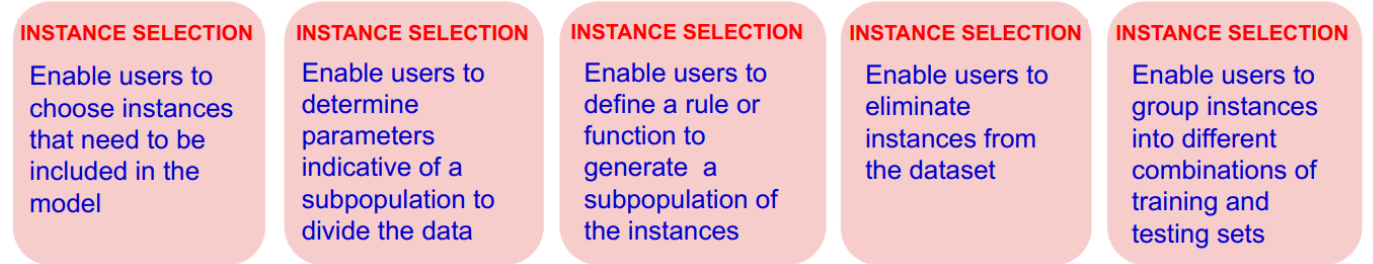 INSTANCE SELECTION
Enable users to
choose instances
that need to be
included in the
model
INSTANCE SELECTION
Enable users to
determine
parameters
indicative of a
subpopulation to
divide the data
INSTANCE SELECTION
Enable users to
define a rule or
function to
generate a
subpopulation of
the instances
INSTANCE SELECTION
Enable users to
eliminate
instances from
the dataset
INSTANCE SELECTION
Enable users to
group instances
into different
combinations of
training and
testing sets